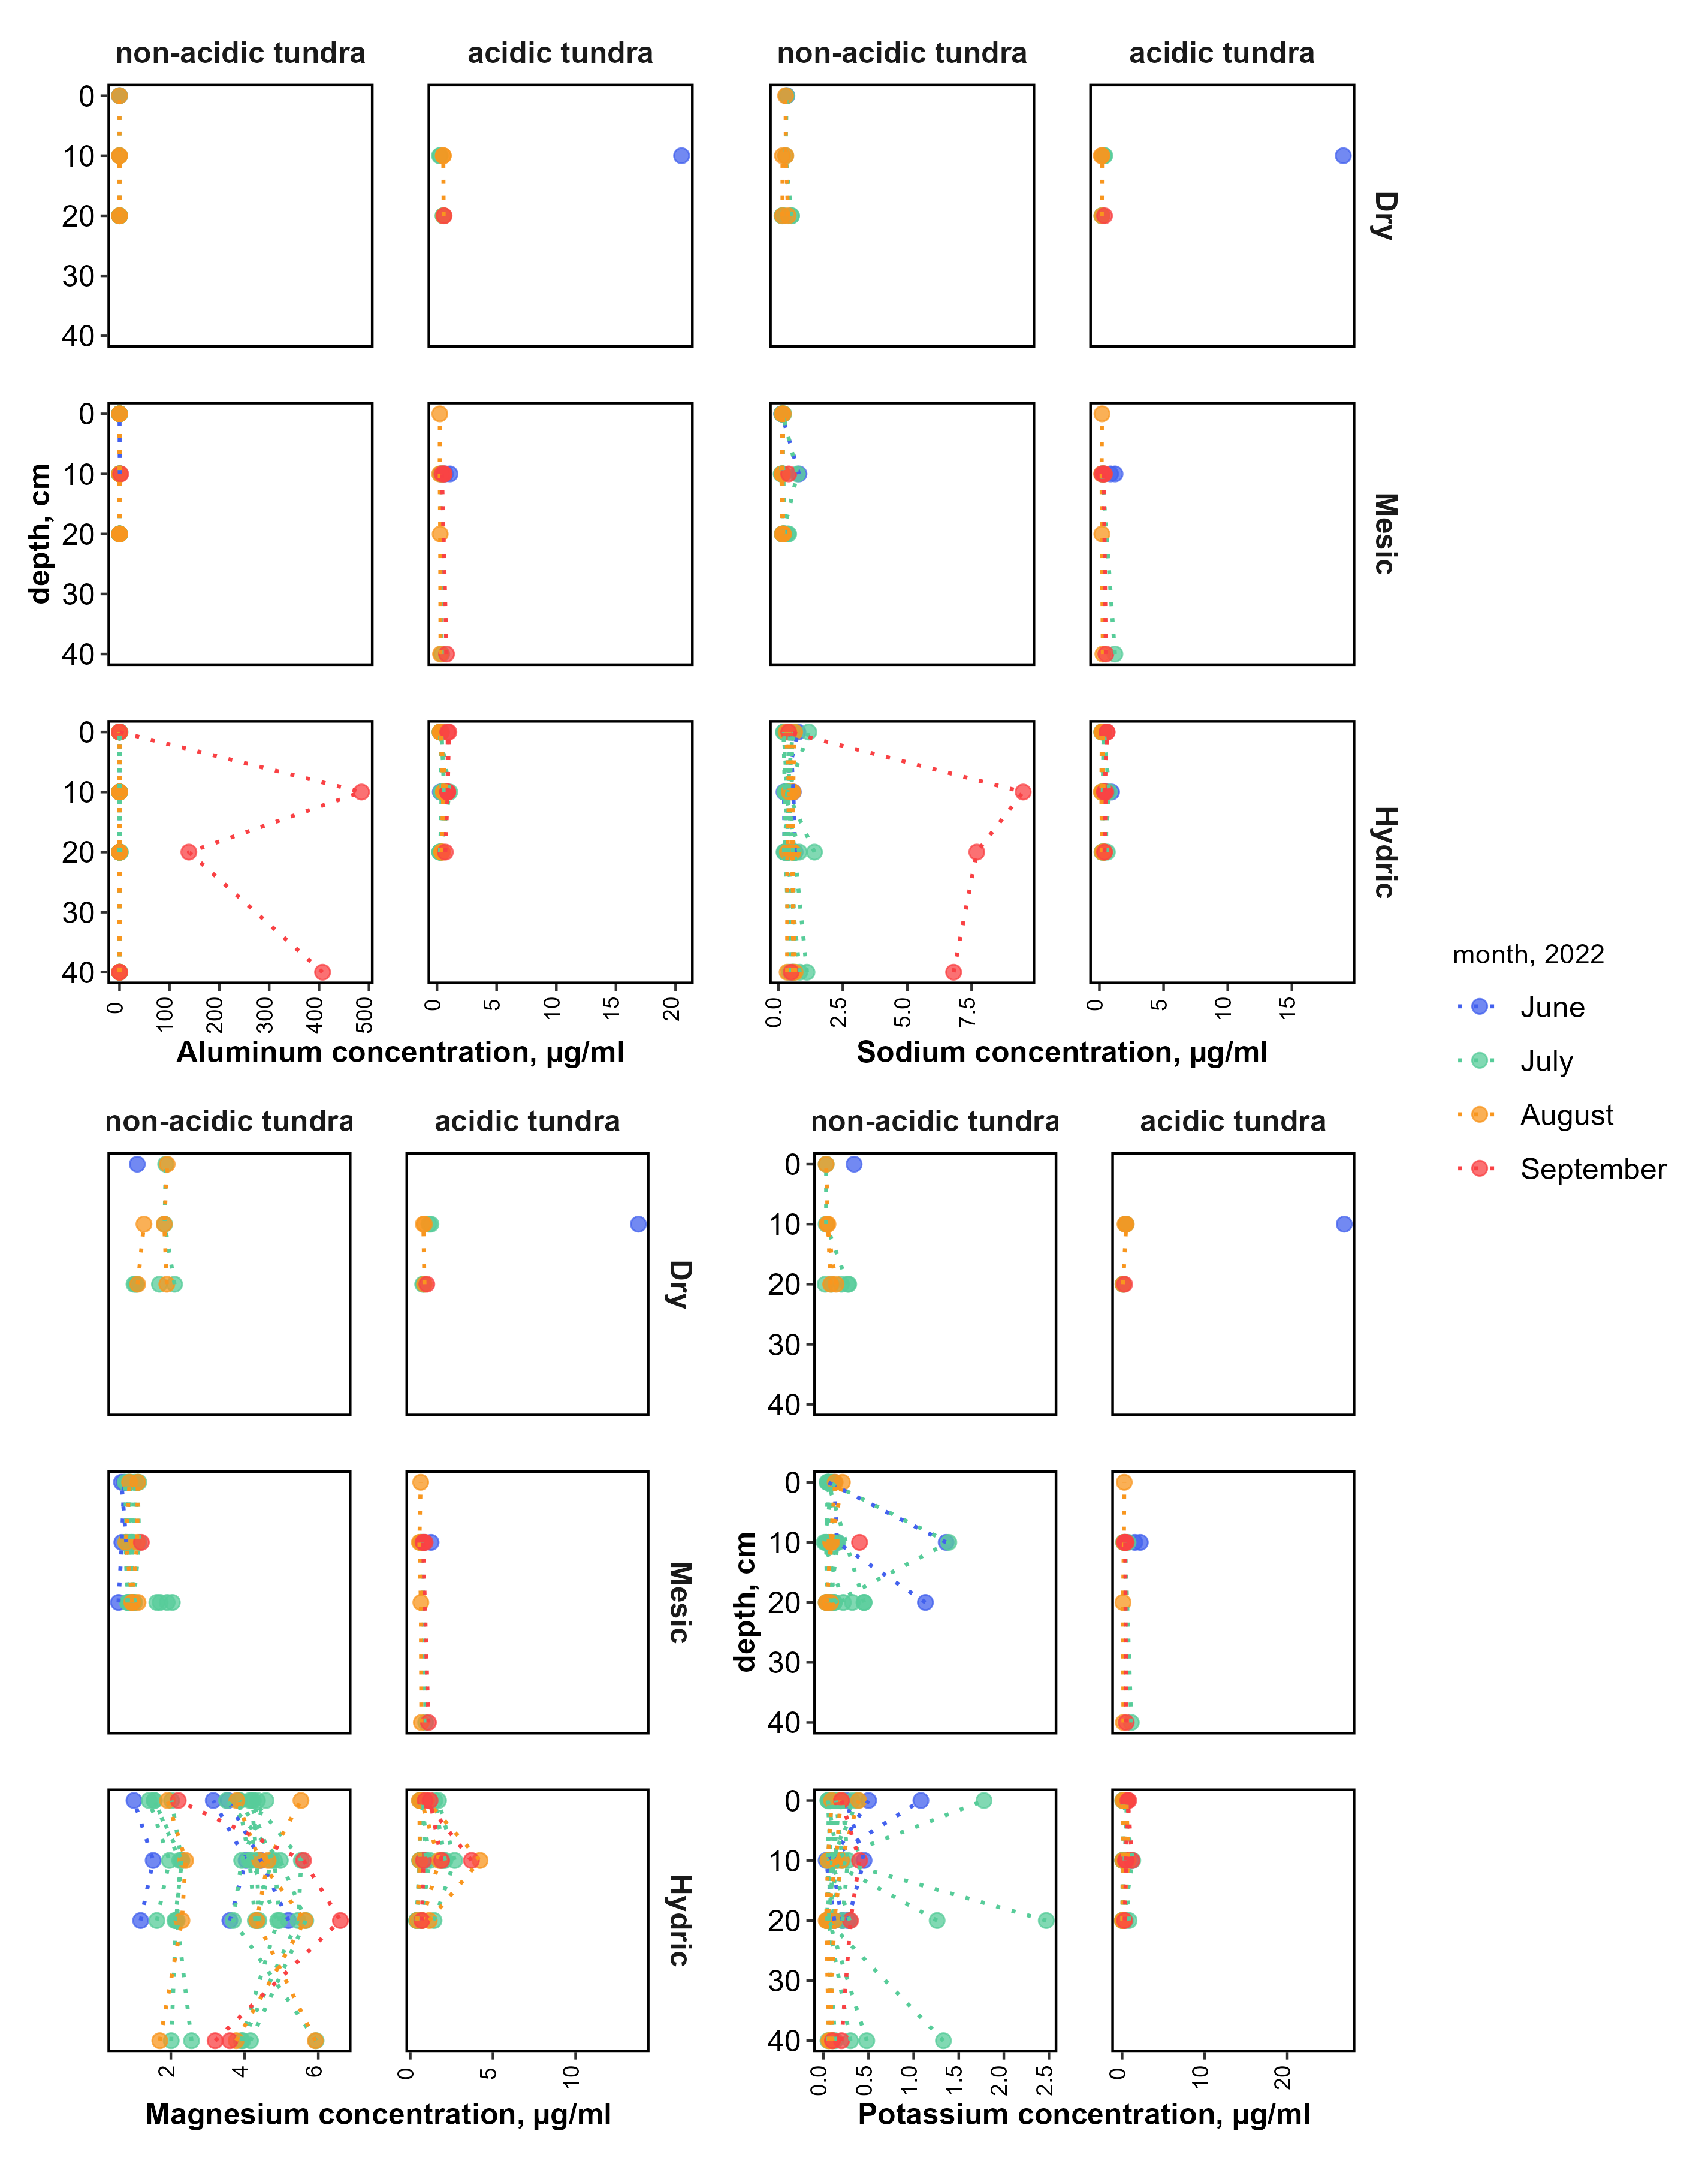 non-acidic tundra acidic tundra non-acidic tundra acidic tundra
0
10
20
30
40
Dry
0
10
20
30
40
Mesic
depth, cm
0
10
20
30
40
Hydric
0 100 200 300 400 500 0 5 10 15 20 0.0 2.5 5.0 7.5 0 5 10 15
Aluminum concentration, µg/ml Sodium concentration, µg/ml
month, 2022
June
July
August
September
non-acidic tundra acidic tundra non-acidic tundra acidic tundra
Dry
0
10
20
30
40
Mesic
depth, cm
0
10
20
30
40
Hydric
0
10
20
30
40
2 4 6 0 5 10 0.0 0.5 1.0 1.5 2.0 2.5 0 10 20
Magnesium concentration, µg/ml Potassium concentration, µg/ml